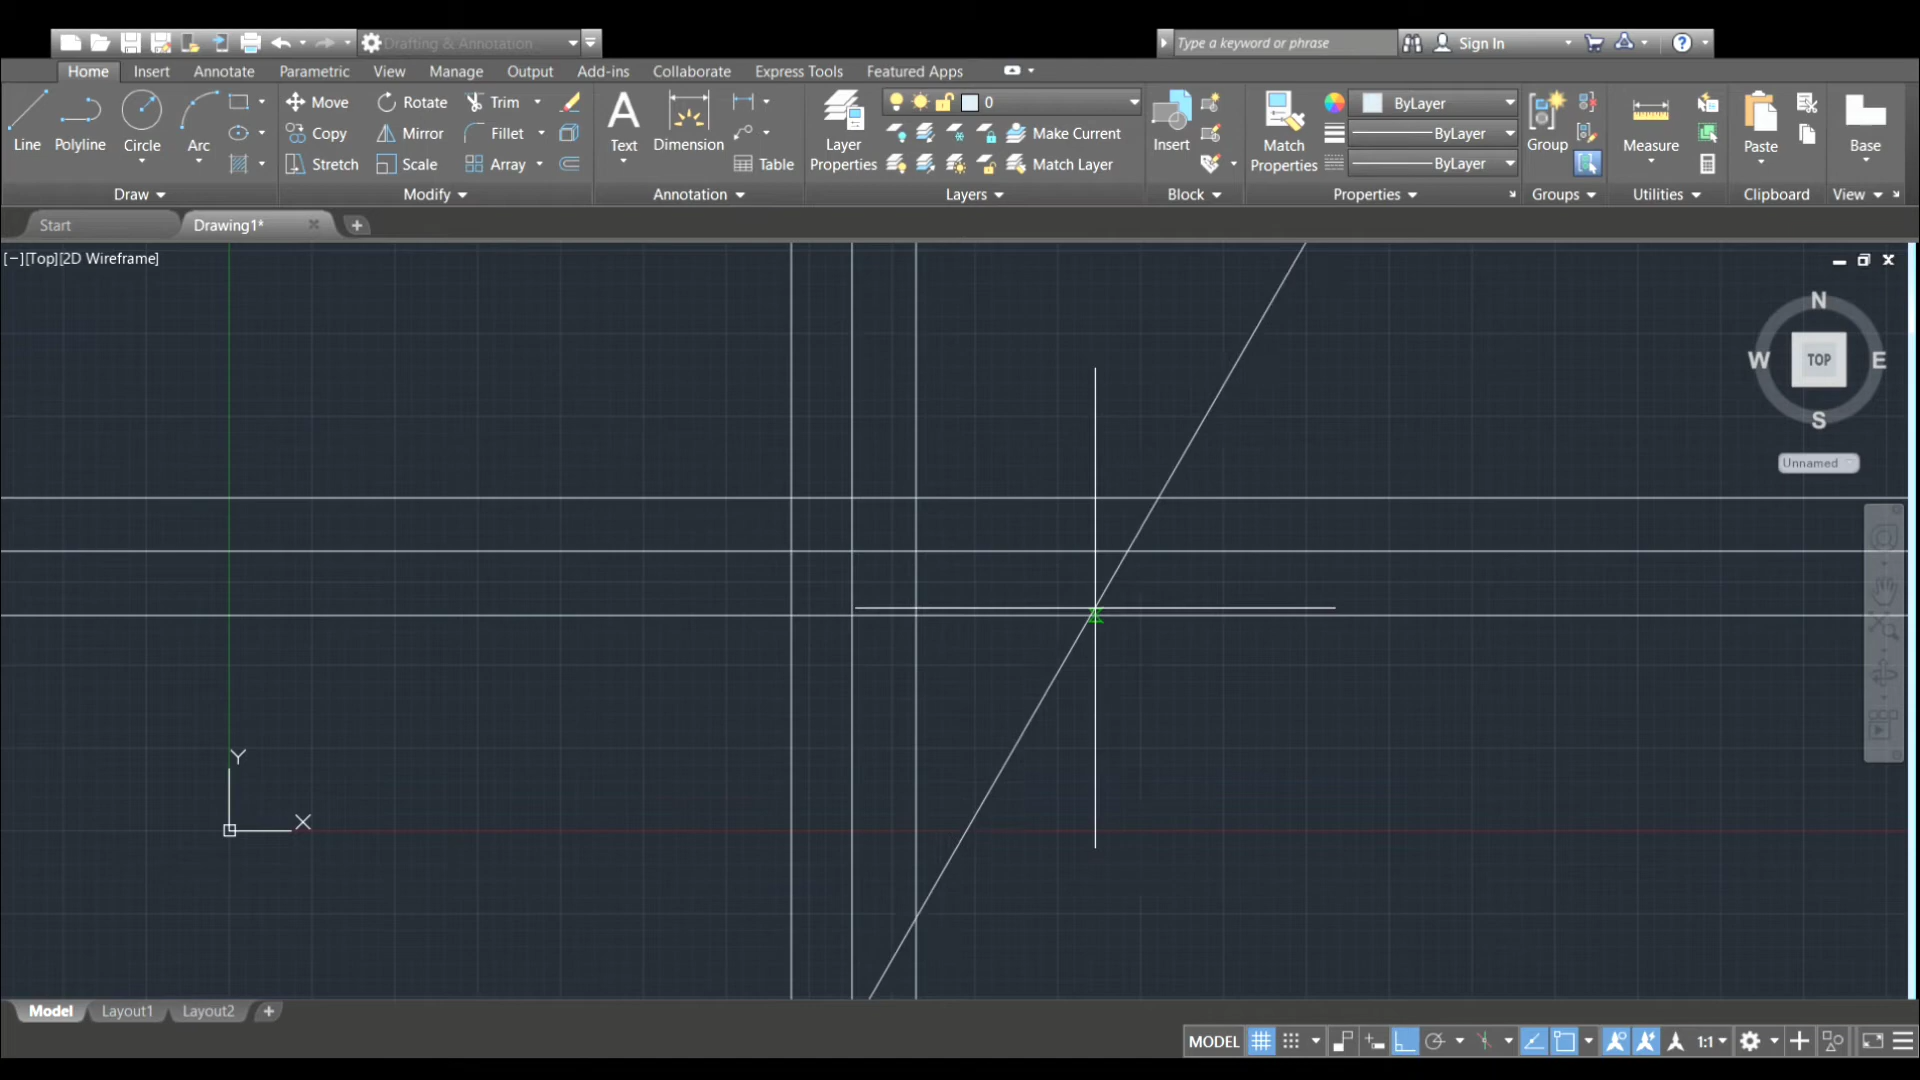 Drafting & Annotation
Type a keyword or phrase
Sign In
Home Insert Annotate Parametric View Manage Output Add-ins Collaborate Express Tools Featured Apps
Line Polyline Circle Arc
Move Rotate Trim
Copy Mirror Fillet
Stretch Scale Array
Text Dimension Table
Layer Properties
0
Make Current
Match Layer
Insert
Match Properties
ByLayer
ByLayer
ByLayer
Group Measure Paste Base
Draw Modify Annotation Layers Block Properties Groups Utilities Clipboard View
Start Drawing1*
[−][Top][2D Wireframe]
N
W TOP E
S
Unnamed
Y
X
Model Layout1 Layout2
MODEL 1:1